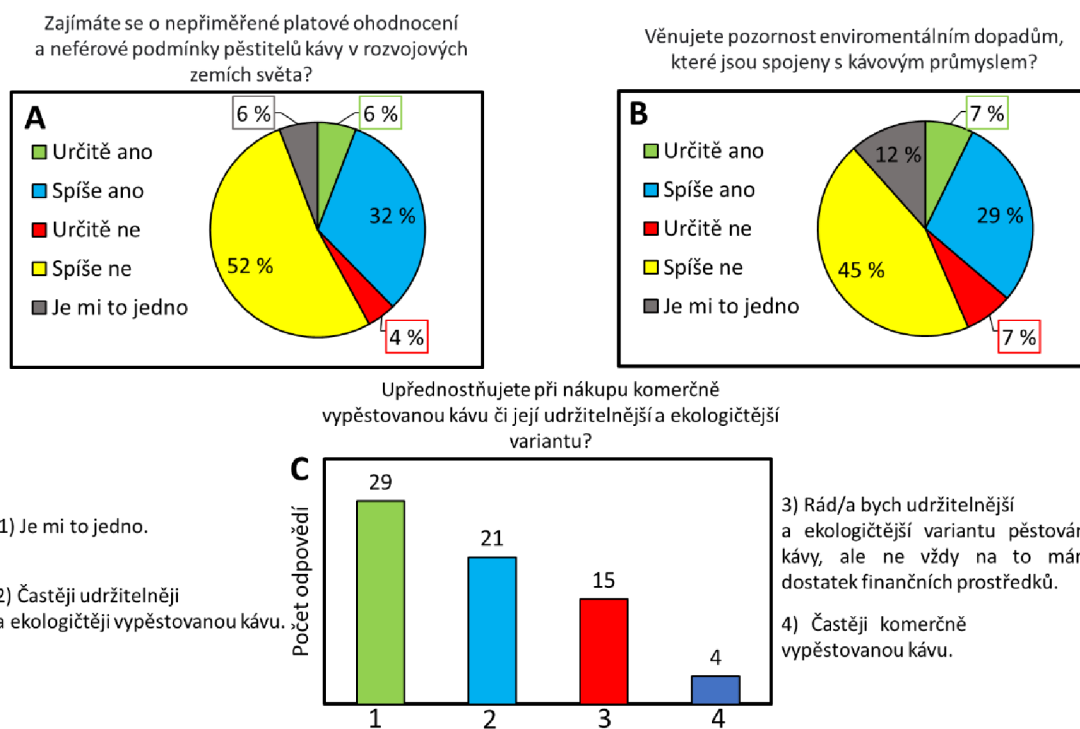 Zajímáte se o nepřiměřené platové ohodnocení
a neférové podmínky pěstitelů kávy v rozvojových
zemích světa?
Věnujete pozornost enviromentálním dopadům,
které jsou spojeny s kávovým průmyslem?
A
6 %
6 %
Určitě ano
Spíše ano
Určitě ne
Spíše ne
Je mi to jedno
32 %
52 %
4 %
B
7 %
12 %
Určitě ano
Spíše ano
Určitě ne
Spíše ne
Je mi to jedno
29 %
45 %
7 %
Upřednostňujete při nákupu komerčně
vypěstovanou kávu či její udržitelnější a ekologičtější
variantu?
C
Počet odpovědí
29
21
15
4
1
2
3
4
1) Je mi to jedno.
2) Častěji udržitelněji
a ekologičtěji vypěstovanou kávu.
3) Rád/a bych udržitelnější
a ekologičtější variantu pěstován
kávy, ale ne vždy na to mám
dostatek finančních prostředků.
4) Častěji komerčně
vypěstovanou kávu.